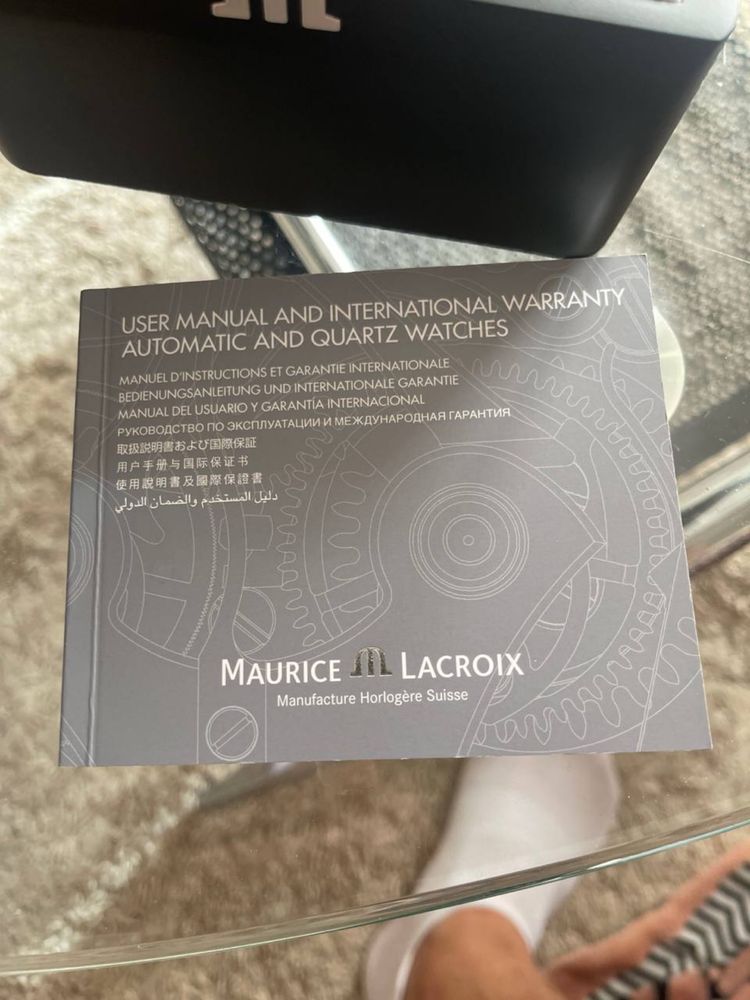 USER MANUAL AND INTERNATIONAL WARRANTY
AUTOMATIC AND QUARTZ WATCHES
MANUEL D'INSTRUCTIONS ET GARANTIE INTERNATIONALE
BEDIENUNGSANLEITUNG UND INTERNATIONALE GARANTIE
MANUAL DEL USUARIO Y GARANTÍA INTERNACIONAL
РУКОВОДСТВО ПО ЭКСПЛУАТАЦИИ И МЕЖДУНАРОДНАЯ ГАРАНТИЯ
取扱説明書および国際保証
用户手册与国际保证书
使用說明書及國際保證書
دليل المستخدم والضمان الدولي
MAURICE LACROIX
Manufacture Horlogère Suisse